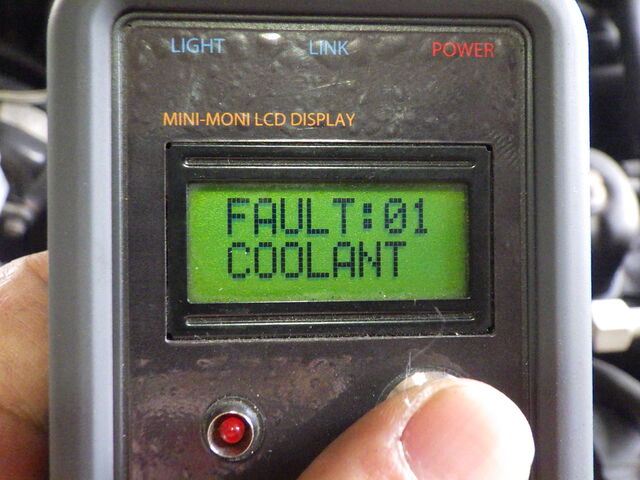 LIGHT LINK POWER
MINI-MONI LCD DISPLAY
FAULT:01
COOLANT